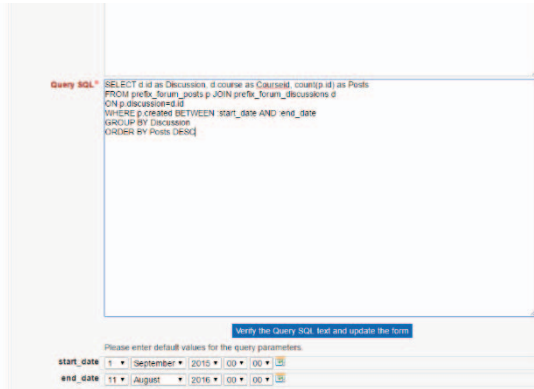 Query SQL*
SELECT d.id as Discussion, d.course as Courseid, count(p.id) as Posts
FROM prefix_forum_posts p JOIN prefix_forum_discussions d
ON p.discussion=d.id
WHERE p.created BETWEEN :start_date AND :end_date
GROUP BY Discussion
ORDER BY Posts DESC
Verify the Query SQL text and update the form
Please enter default values for the query parameters.
start_date 1 September 2015 00 00
end_date 11 August 2016 00 00